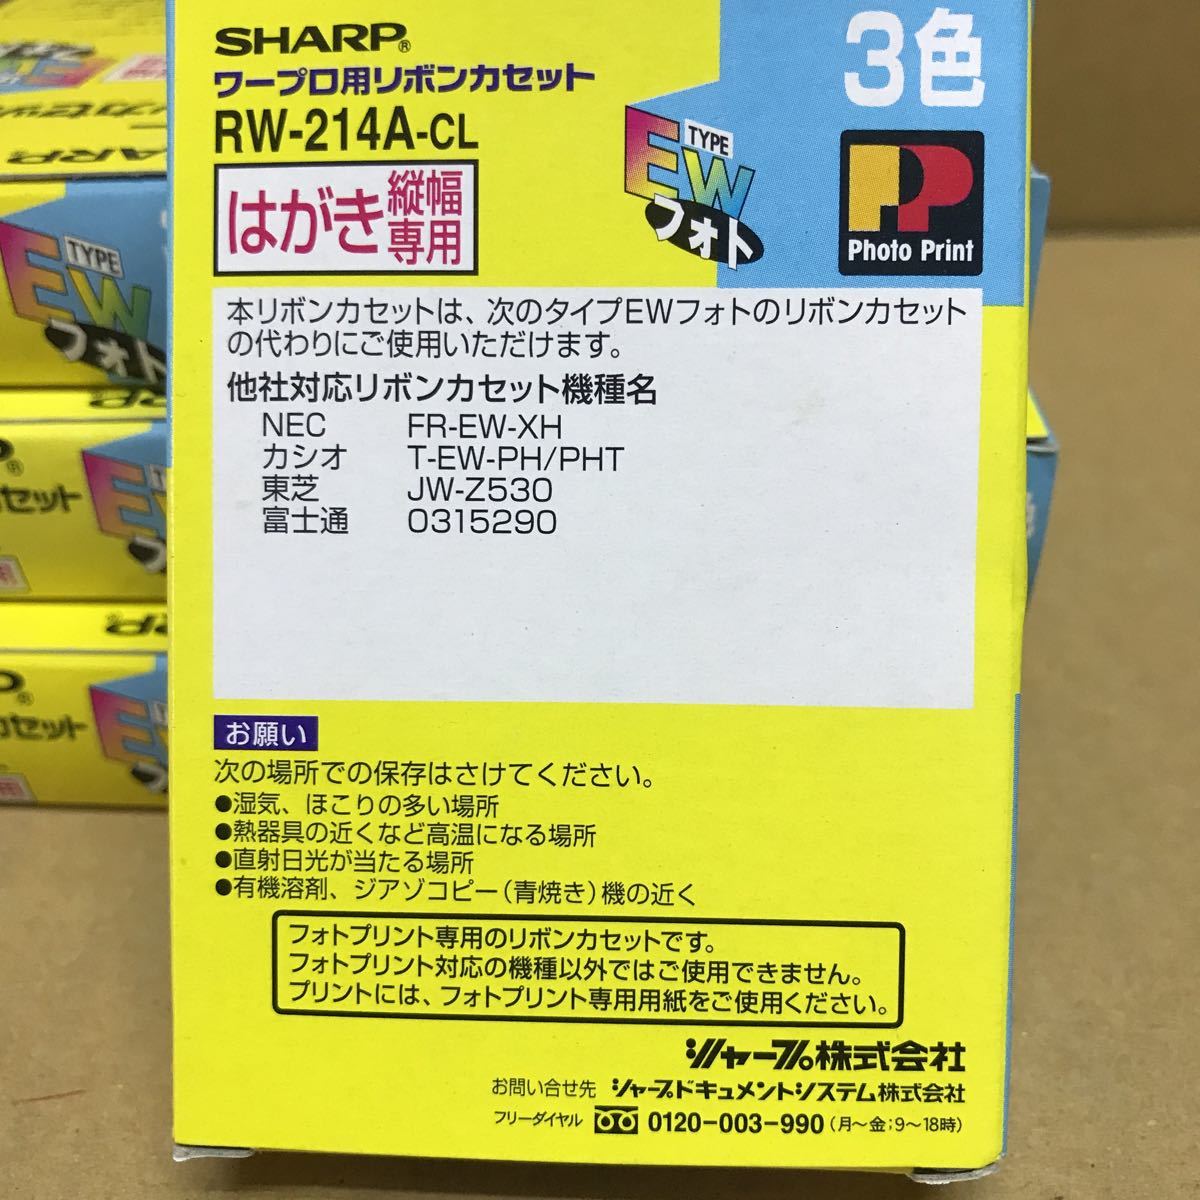 SHARP®
ワープロ用リボンカセット
RW-214A-CL
はがき縦幅専用
3色
TYPE
EW
フォト
PP
Photo Print
本リボンカセットは、次のタイプEWフォトのリボンカセット
の代わりにご使用いただけます。
他社対応リボンカセット機種名
NEC FR-EW-XH
カシオ T-EW-PH/PHT
東芝 JW-Z530
富士通 0315290
お願い
次の場所での保存はさけてください。
●湿気、ほこりの多い場所
●熱器具の近くなど高温になる場所
●直射日光が当たる場所
●有機溶剤、ジアゾコピー(青焼き)機の近く
フォトプリント専用のリボンカセットです。
フォトプリント対応の機種以外ではご使用できません。
プリントには、フォトプリント専用用紙をご使用ください。
シャープ株式会社
お問い合せ先 シャープドキュメントシステム株式会社
フリーダイヤル 0120-003-990(月〜金;9〜18時)
ARP
TYPE
EW
フォト
カセット
カセット